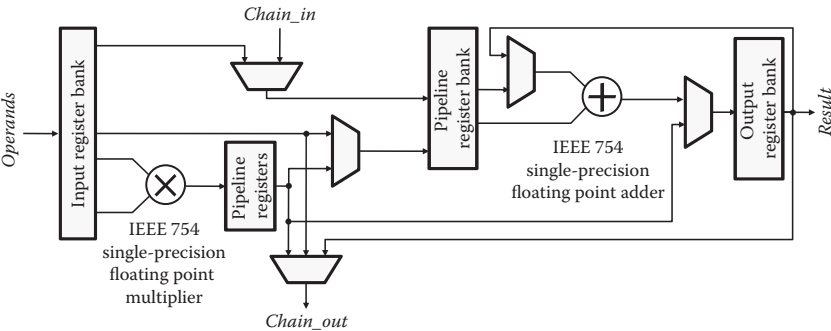 Chain_in
Operands
Input register bank
Pipeline
register bank
Output
register bank
Result
IEEE 754
single-precision
floating point adder
Pipeline
registers
IEEE 754
single-precision
floating point
multiplier
Chain_out